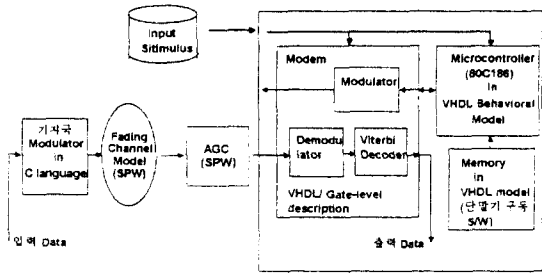 Input
Sitimulus
Modem
Modulator
Microcontroller
(80C186)
in
VHDL Behavioral
Model
기지국
Modulator
in
C language
Fading
Channel
Model
(SPW)
AGC
(SPW)
Demodu
lator
Viterbi
Decoder
VHDL/ Gate-level
description
Memory
in
VHDL model
(단말기 구동
S/W)
입력 Data
출력 Data